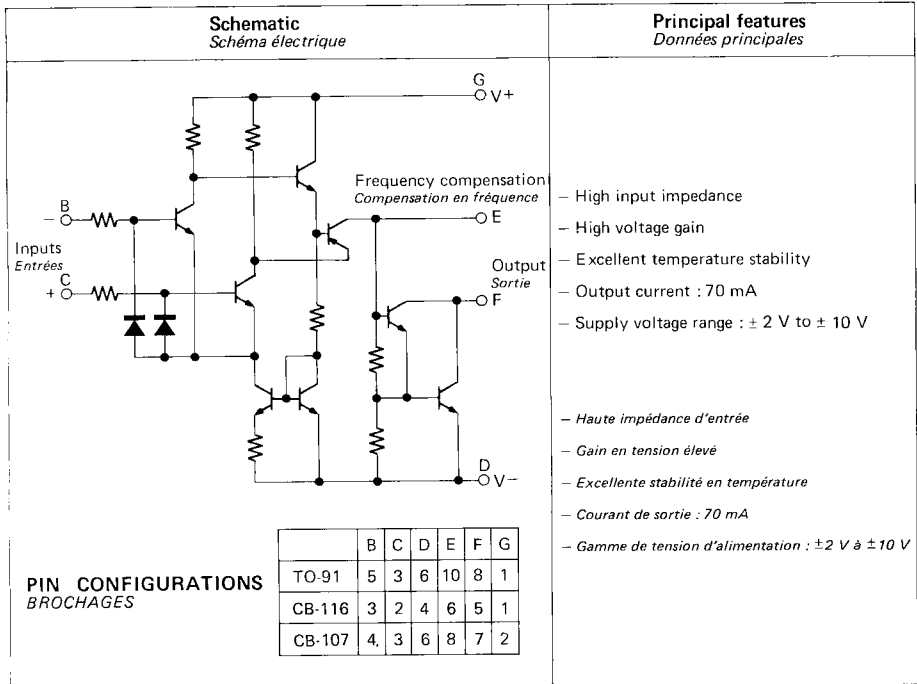 Schematic
Schéma électrique
Principal features
Données principales
G
V+
Frequency compensation
Compensation en fréquence
E
B
−
Inputs
Entrées
C
+
Output
Sortie
F
D
V−
− High input impedance
− High voltage gain
− Excellent temperature stability
− Output current : 70 mA
− Supply voltage range : ± 2 V to ± 10 V
− Haute impédance d'entrée
− Gain en tension élevé
− Excellente stabilité en température
− Courant de sortie : 70 mA
− Gamme de tension d'alimentation : ±2 V à ±10 V
PIN CONFIGURATIONS
BROCHAGES
B C D E F G
TO-91 5 3 6 10 8 1
CB-116 3 2 4 6 5 1
CB-107 4, 3 6 8 7 2